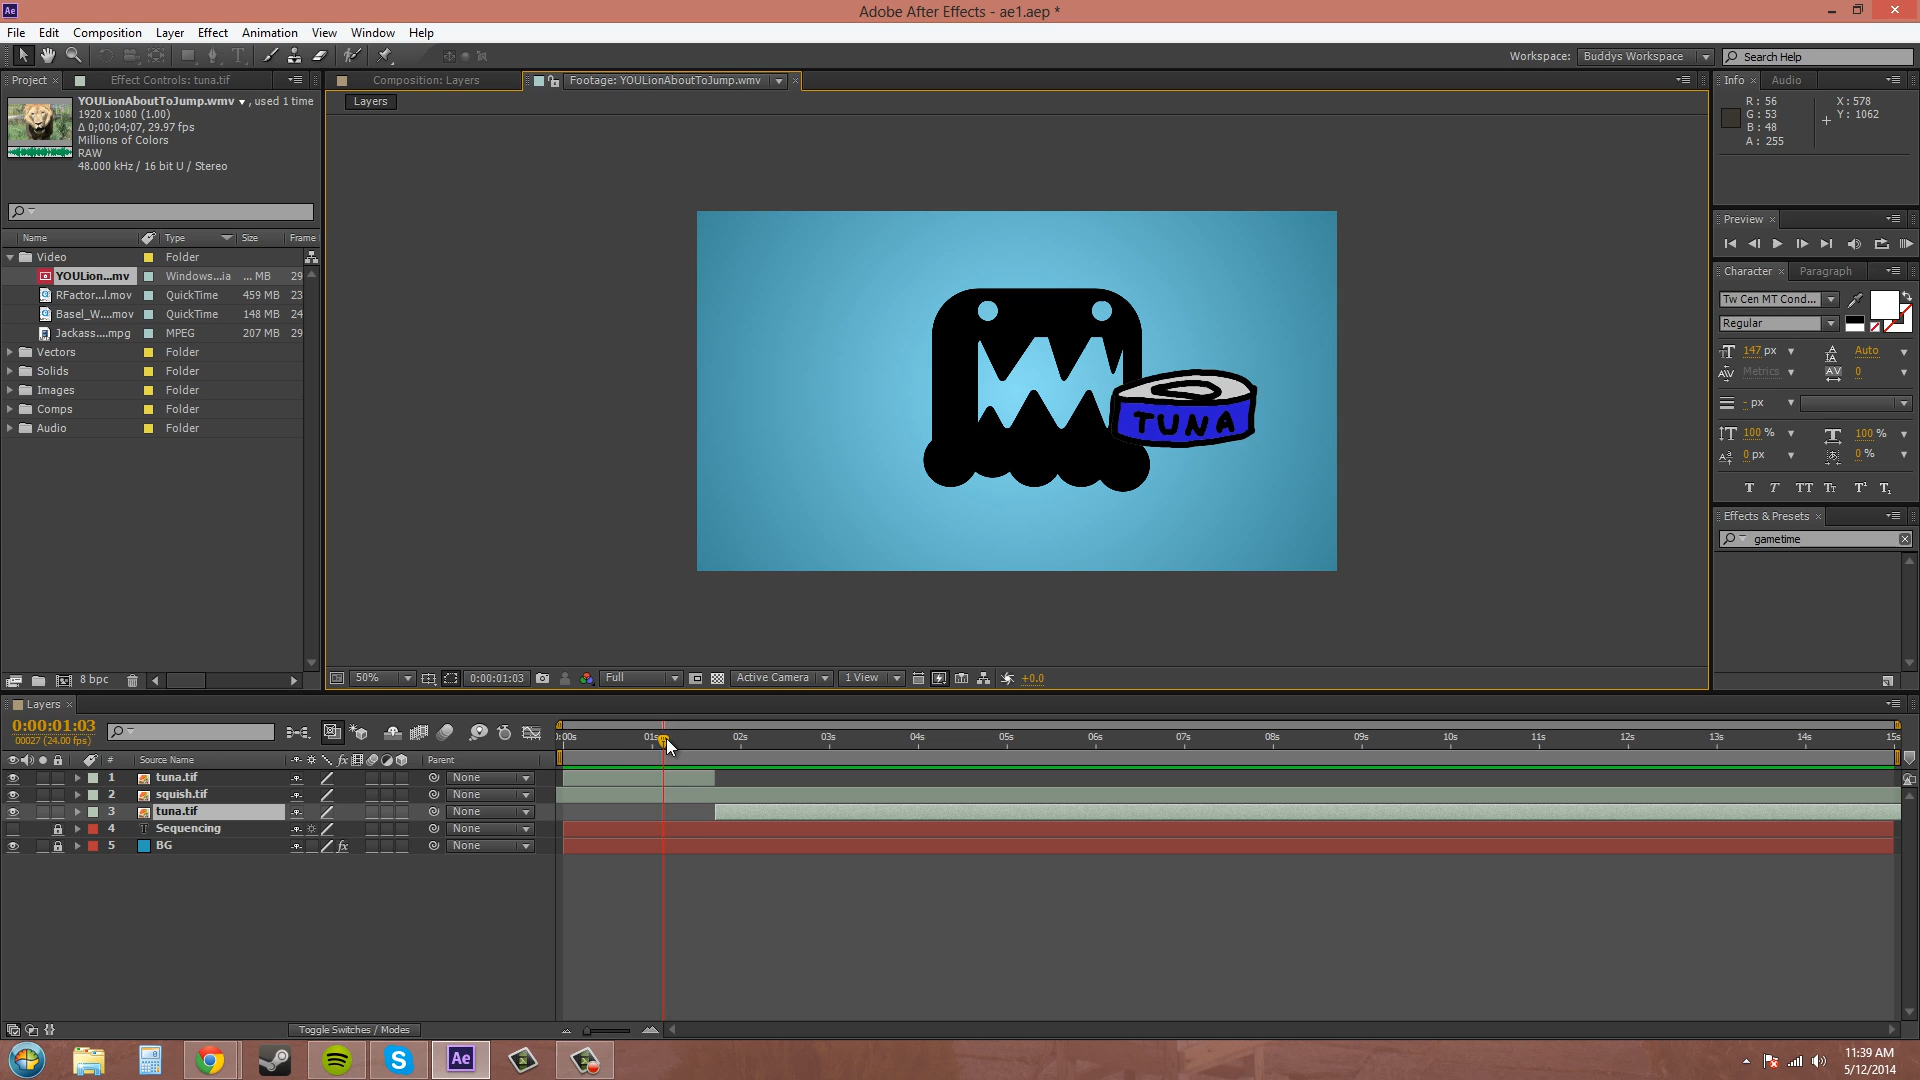 Ae Adobe After Effects - ae1.aep *
File Edit Composition Layer Effect Animation View Window Help
Workspace: Buddys Workspace Search Help
Project Effect Controls: tuna.tif
YOULionAboutToJump.wmv , used 1 time
1920 x 1080 (1.00)
Δ 0;00;04;07, 29.97 fps
Millions of Colors
RAW
48.000 kHz / 16 bit U / Stereo
Name Type Size Frame
Video Folder
YOULion...mv Windows...ia ... MB 29
RFactor...l.mov QuickTime 459 MB 23
Basel_W....mov QuickTime 148 MB 24
Jackass....mpg MPEG 207 MB 29
Vectors Folder
Solids Folder
Images Folder
Comps Folder
Audio Folder
8 bpc
Composition: Layers Footage: YOULionAboutToJump.wmv
Layers
TUNA
50% 0:00:01:03 Full Active Camera 1 View +0.0
Info Audio
R: 56 X: 578
G: 53 Y: 1062
B: 48
A: 255
Preview
Character Paragraph
Tw Cen MT Cond...
Regular
147 px Auto
Metrics 0
- px
100 % 100 %
0 px 0 %
T T TT Tt T¹ T₁
Effects & Presets
gametime
Layers
0:00:01:03
00027 (24.00 fps)
:00s 01s 02s 03s 04s 05s 06s 07s 08s 09s 10s 11s 12s 13s 14s 15s
# Source Name fx Parent
1 tuna.tif None
2 squish.tif None
3 tuna.tif None
4 T Sequencing None
5 BG fx None
Toggle Switches / Modes
Ae
11:39 AM
5/12/2014